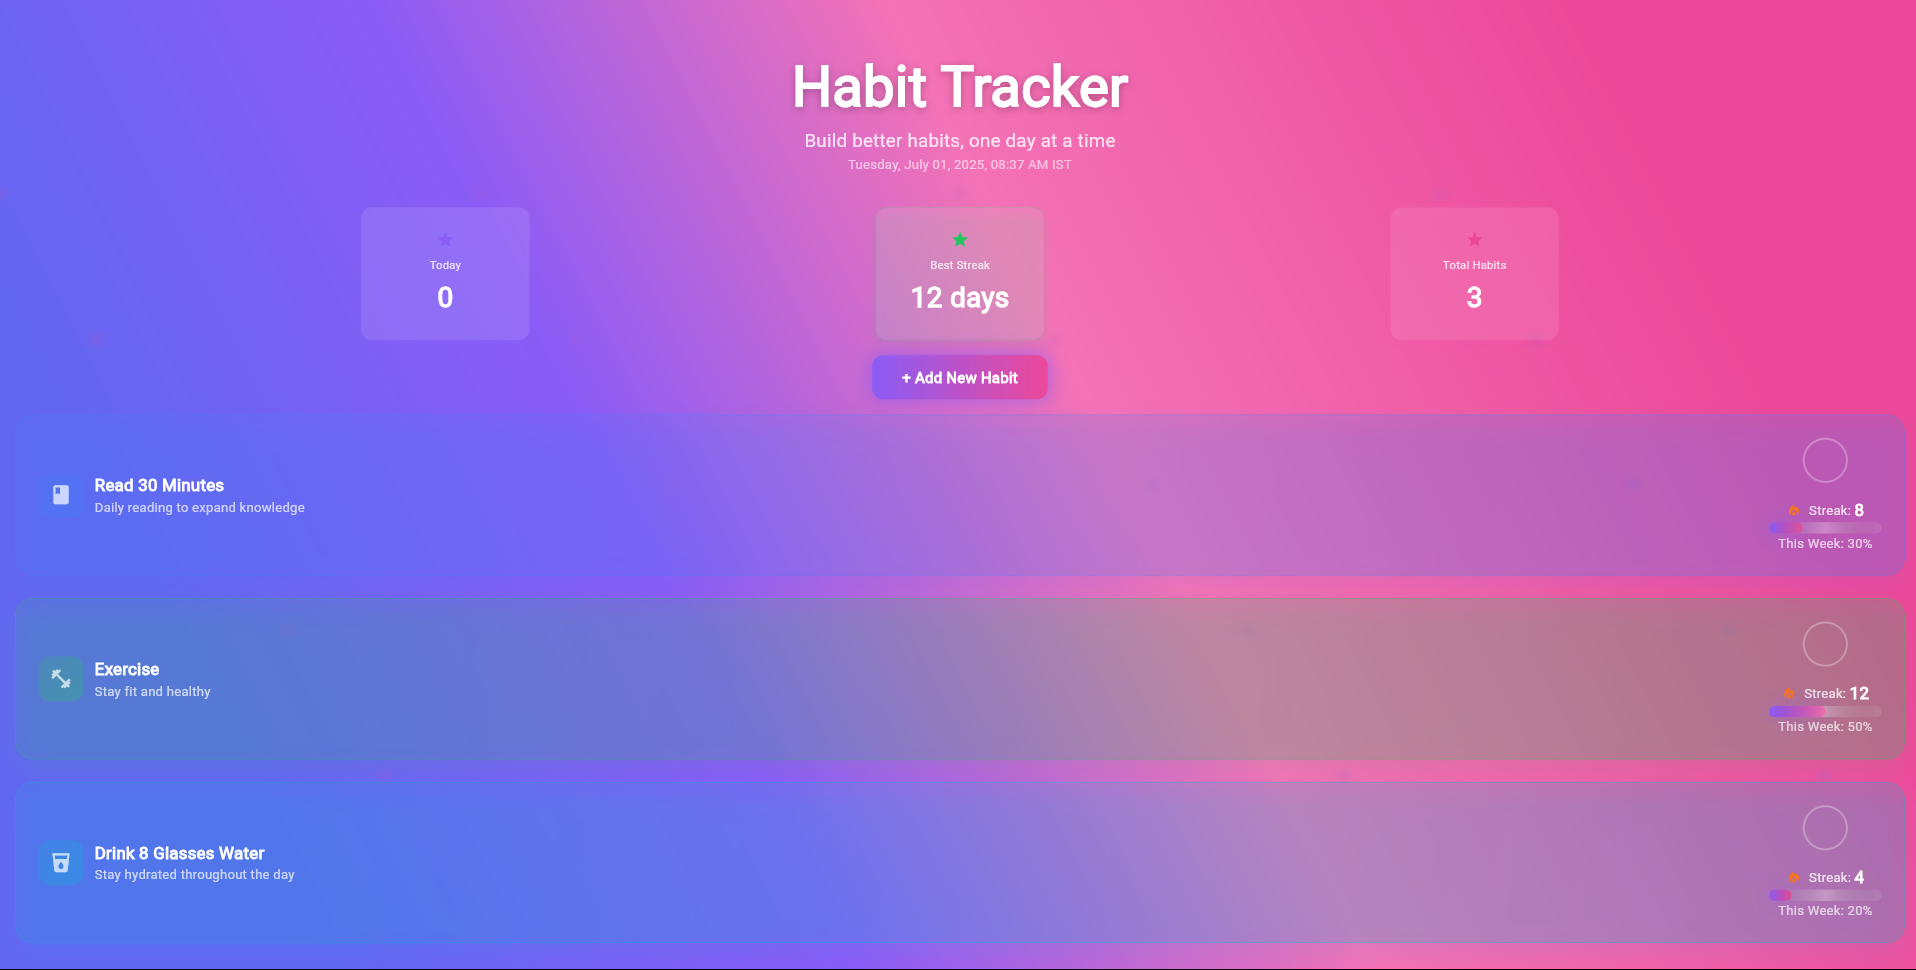 Habit Tracker
Build better habits, one day at a time
Tuesday, July 01, 2025, 08:37 AM IST
Today
0
Best Streak
12 days
Total Habits
3
+ Add New Habit
Read 30 Minutes
Daily reading to expand knowledge
Streak: 8
This Week: 30%
Exercise
Stay fit and healthy
Streak: 12
This Week: 50%
Drink 8 Glasses Water
Stay hydrated throughout the day
Streak: 4
This Week: 20%